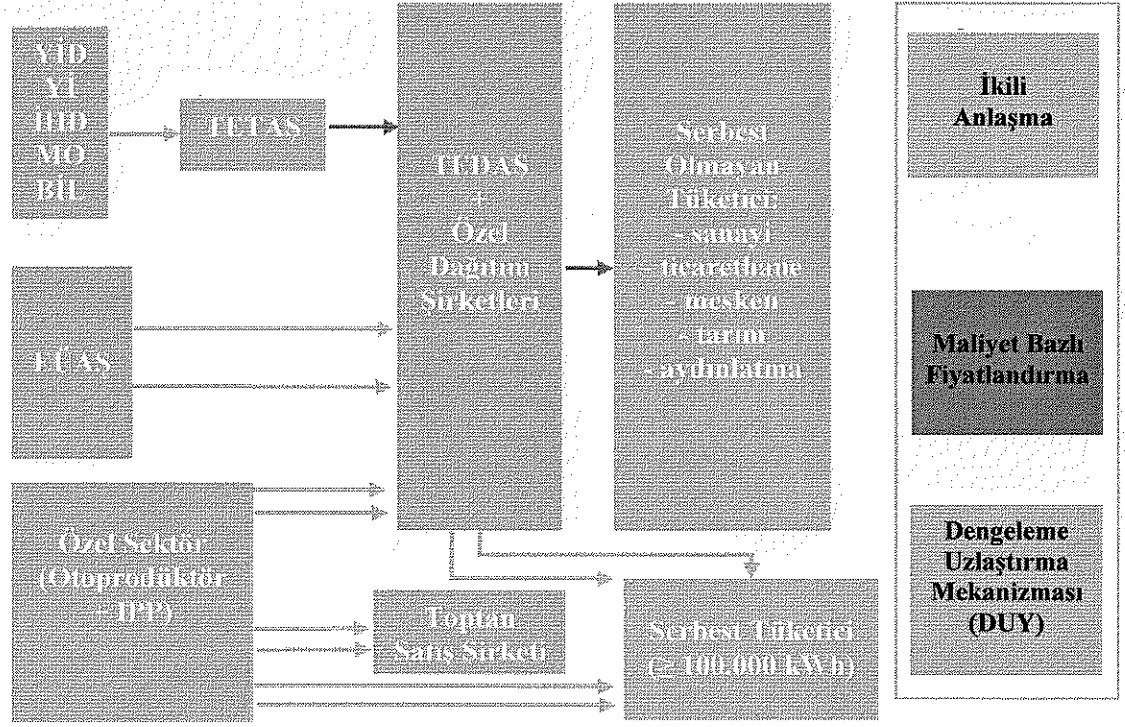 YİD
Yİ
İHD
MO
BİL
TETAŞ
TEDAŞ
+
Özel
Dağıtım
Şirketleri
Serbest
Olmayan
Tüketici:
- sanayi
- ticarethane
- mesken
- tarım
- aydınlatma
EÜAŞ
Özel Sektör
(Otoprodüktör
+ IPP)
Toptan
Satış Şirketi
Serbest Tüketici
(≥ 100.000 kWh)
İkili
Anlaşma
Maliyet Bazlı
Fiyatlandırma
Dengeleme
Uzlaştırma
Mekanizması
(DUY)